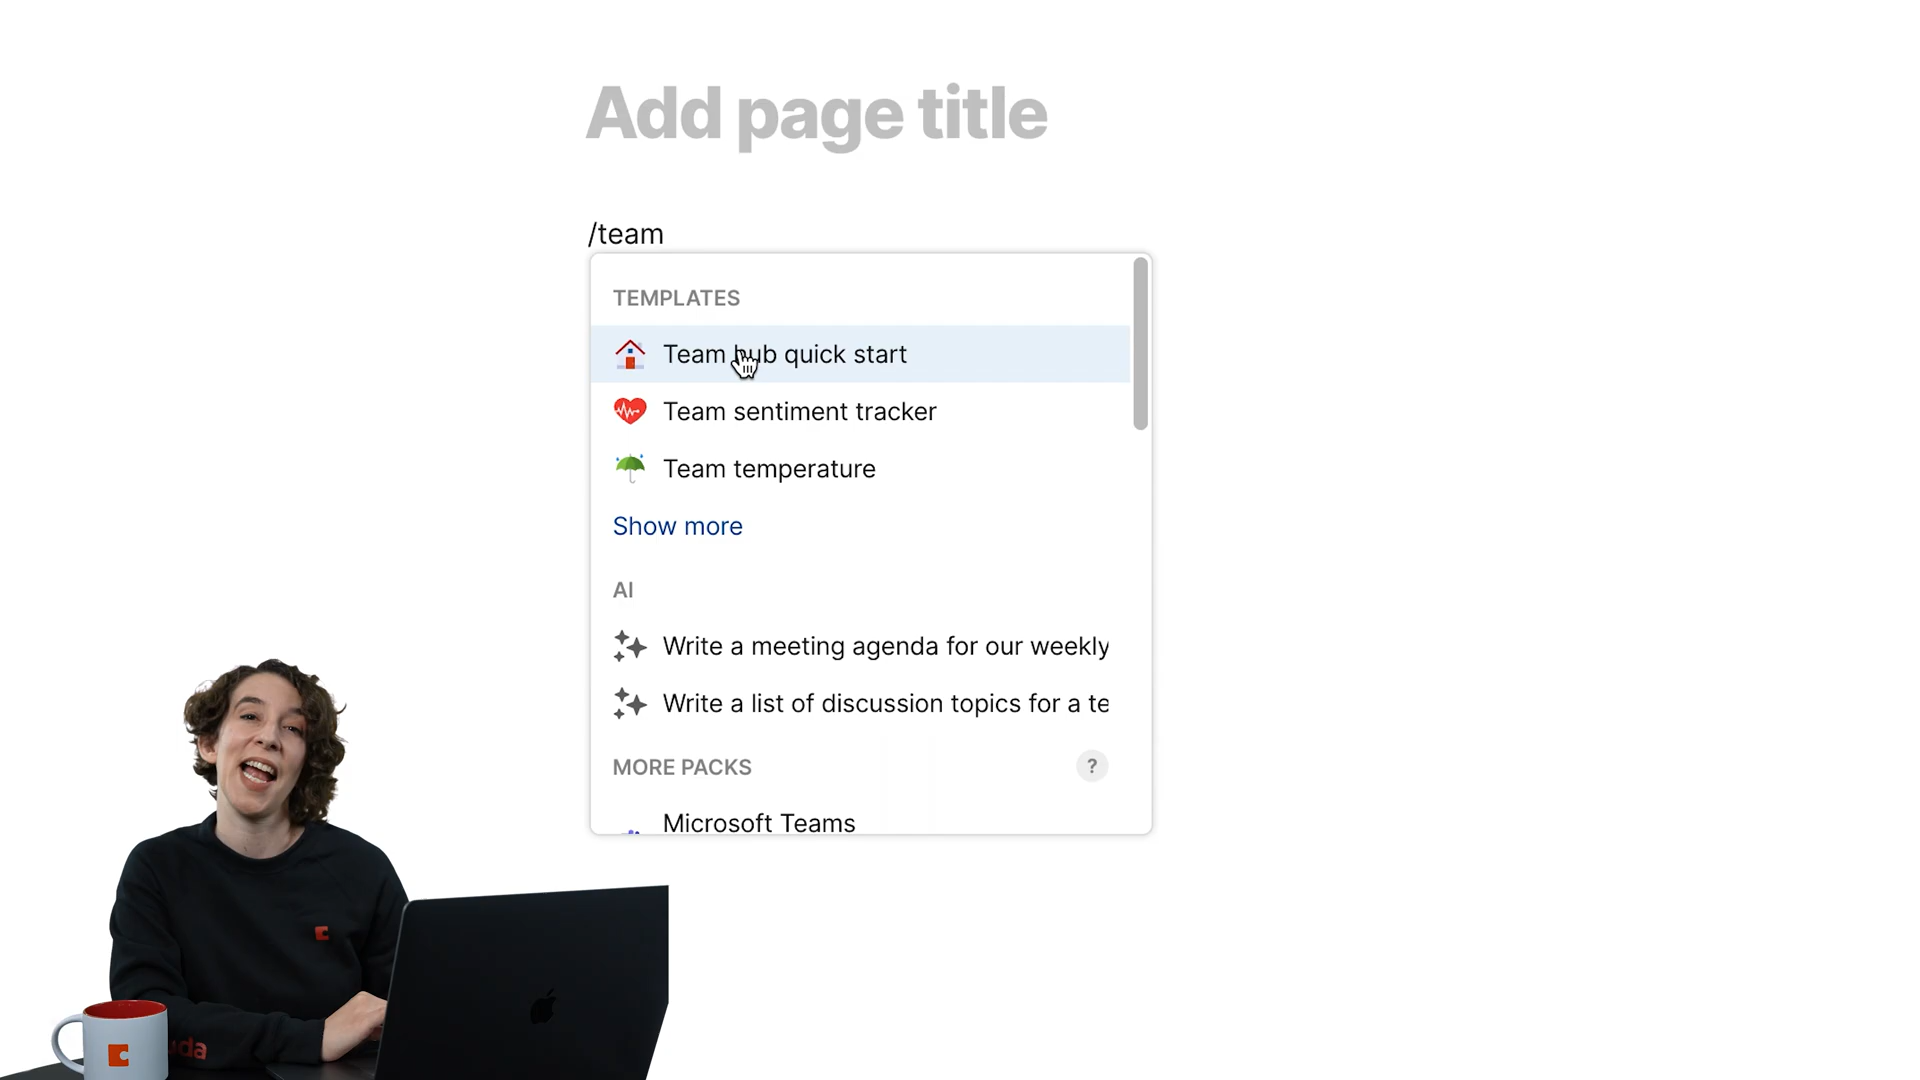 Add page title
/team
TEMPLATES
Team hub quick start
Team sentiment tracker
Team temperature
Show more
AI
Write a meeting agenda for our weekly
Write a list of discussion topics for a te
MORE PACKS
?
Microsoft Teams